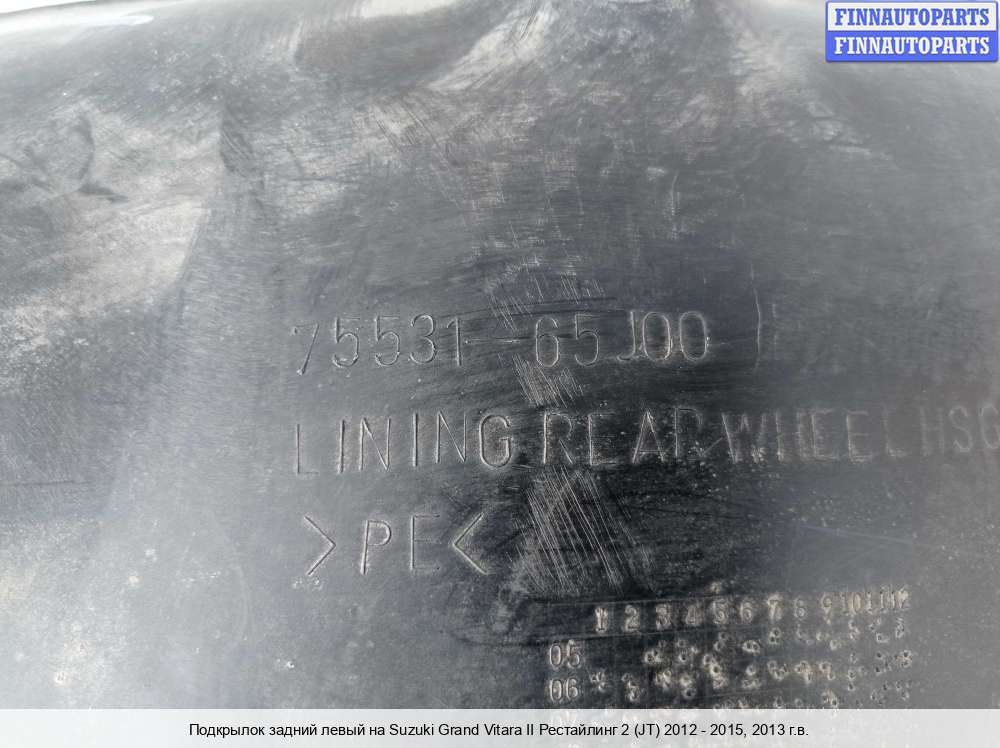 FINNAUTOPARTS
FINNAUTOPARTS
75531-65J00
LINING REAR WHEEL HSG
>PE<
1 2 3 4 5 6 7 8 9 10 11 12
05
06
Подкрылок задний левый на Suzuki Grand Vitara II Рестайлинг 2 (JT) 2012 - 2015, 2013 г.в.